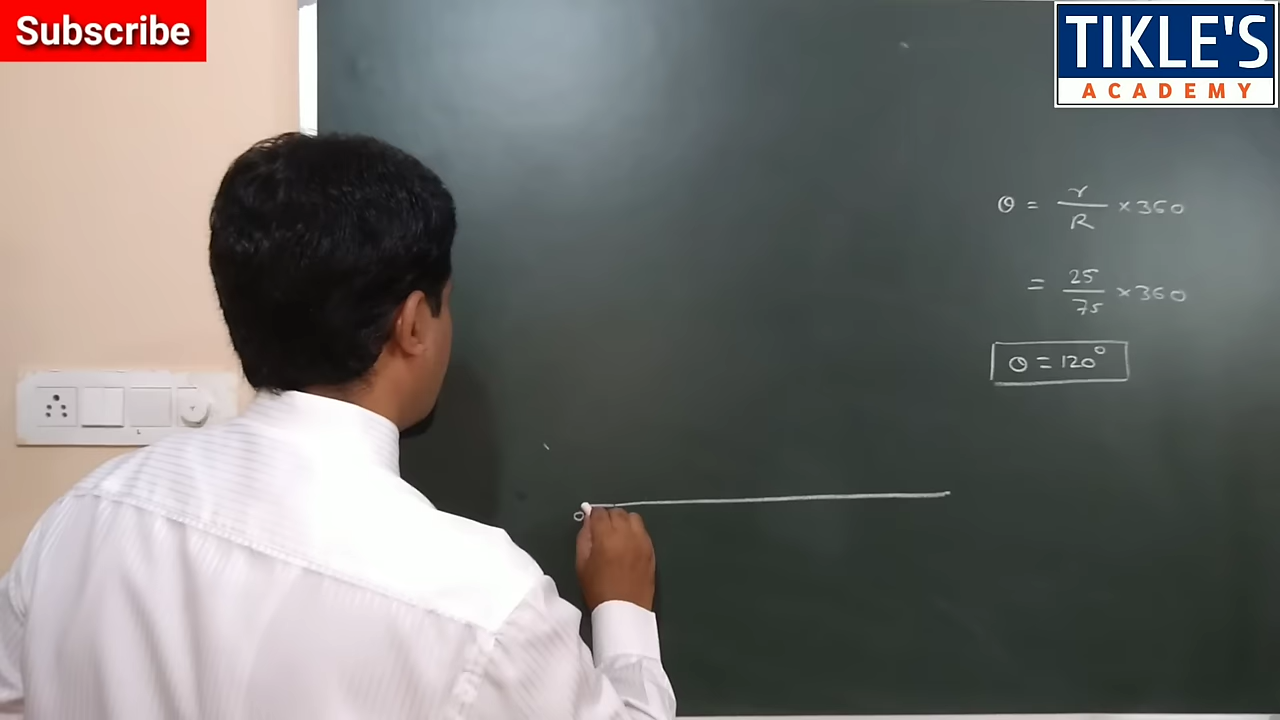 Subscribe
TIKLE'S
ACADEMY
θ = r/R ×360
= 25/75 ×360
θ = 120°
o